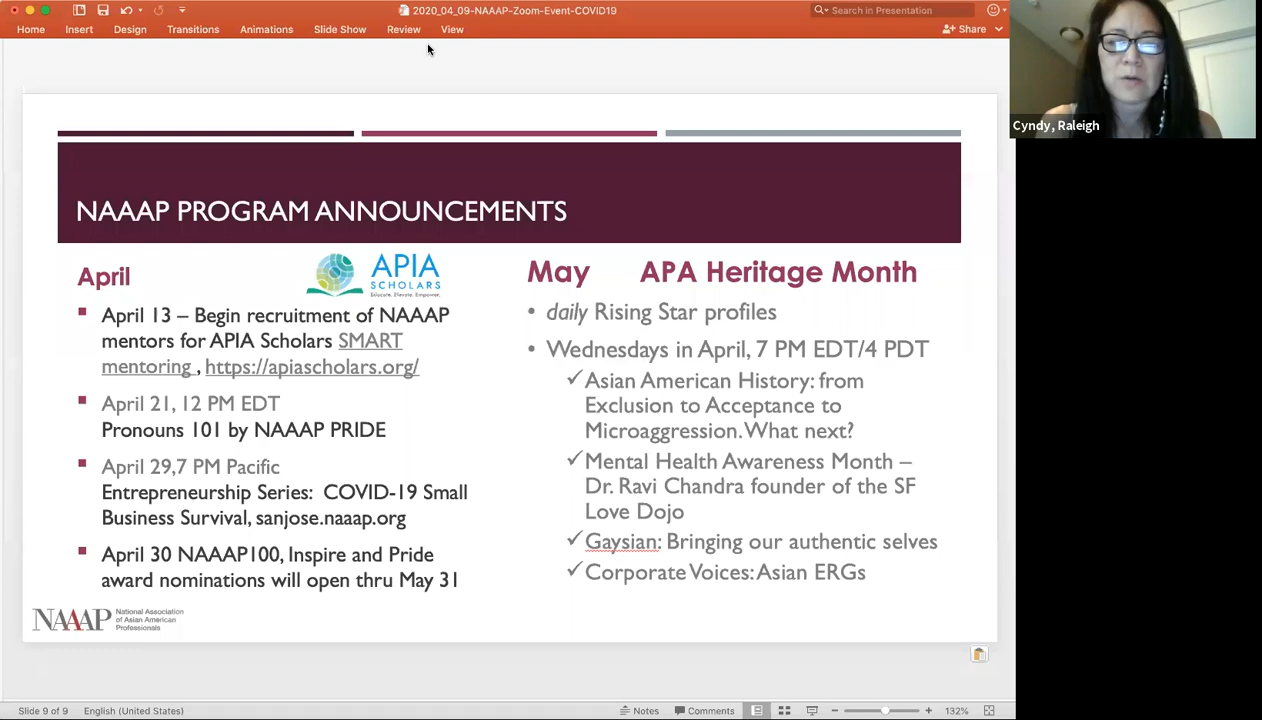 2020_04_09-NAAAP-Zoom-Event-COVID19
Search in Presentation
Home Insert Design Transitions Animations Slide Show Review View
Share
Cyndy, Raleigh
NAAAP PROGRAM ANNOUNCEMENTS
April
APIA
SCHOLARS
Educate. Elevate. Empower.
April 13 – Begin recruitment of NAAAP
mentors for APIA Scholars SMART
mentoring , https://apiascholars.org/
April 21, 12 PM EDT
Pronouns 101 by NAAAP PRIDE
April 29,7 PM Pacific
Entrepreneurship Series: COVID-19 Small
Business Survival, sanjose.naaap.org
April 30 NAAAP100, Inspire and Pride
award nominations will open thru May 31
May APA Heritage Month
daily Rising Star profiles
Wednesdays in April, 7 PM EDT/4 PDT
Asian American History: from
Exclusion to Acceptance to
Microaggression. What next?
Mental Health Awareness Month –
Dr. Ravi Chandra founder of the SF
Love Dojo
Gaysian: Bringing our authentic selves
Corporate Voices: Asian ERGs
NAAAP
National Association
of Asian American
Professionals
Slide 9 of 9 English (United States)
Notes Comments 132%